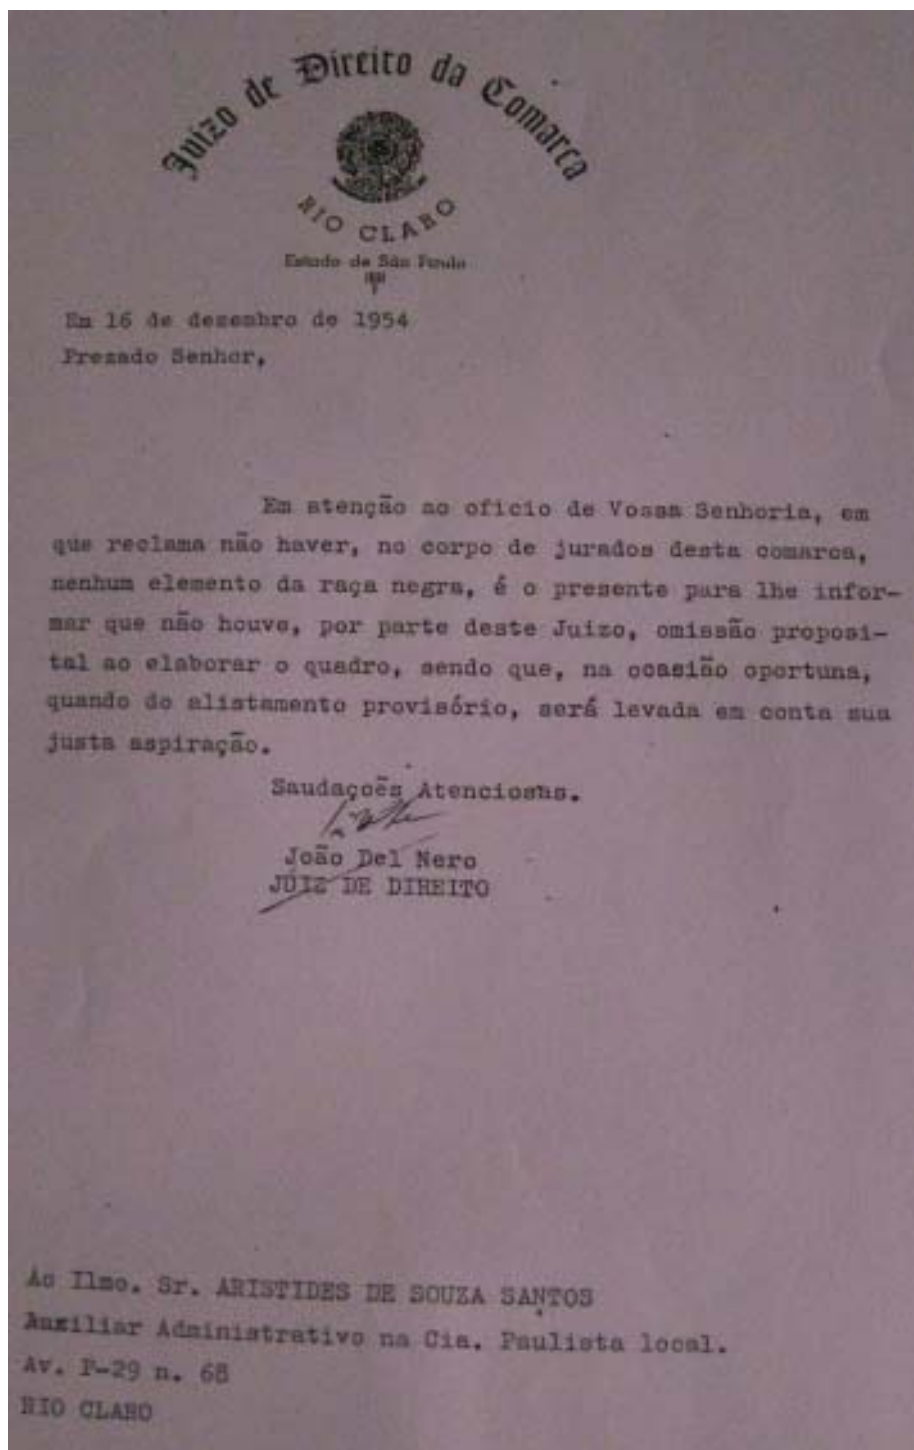 Juizo de Direito da Comarca
RIO CLARO
Estado de São Paulo
Em 16 de dezembro de 1954
Prezado Senhor,
Em atenção ao oficio de Vossa Senhoria, em
que reclama não haver, no corpo de jurados desta comarca,
nenhum elemento da raça negra, é o presente para lhe infor-
mar que não houve, por parte deste Juizo, omissão proposi-
tal ao elaborar o quadro, sendo que, na ocasião oportuna,
quando do alistamento provisório, será levada em conta sua
justa aspiração.
Saudaçoẽs Atenciosas.
João Del Nero
JUIZ DE DIREITO
Ao Ilmo. Sr. ARISTIDES DE SOUZA SANTOS
Auxiliar Administrativo na Cia. Paulista local.
Av. P-29 n. 68
RIO CLARO